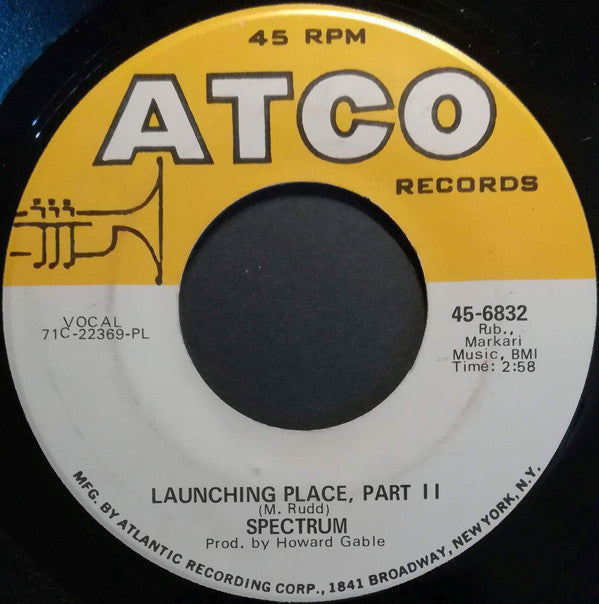 45 RPM
ATCO
RECORDS
VOCAL
71C-22369-PL
45-6832
Rub.,
Markari
Music, BMI
Time: 2:58
LAUNCHING PLACE, PART II
(M. Rudd)
SPECTRUM
Prod. by Howard Gable
MFG. BY ATLANTIC RECORDING CORP., 1841 BROADWAY, NEW YORK, N.Y.